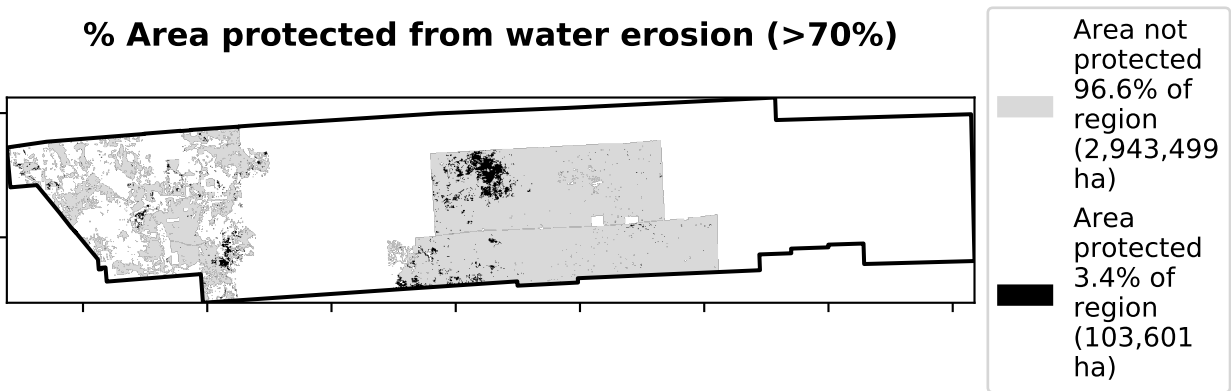 % Area protected from water erosion (>70%)
Area not
protected
96.6% of
region
(2,943,499
ha)
Area
protected
3.4% of
region
(103,601
ha)